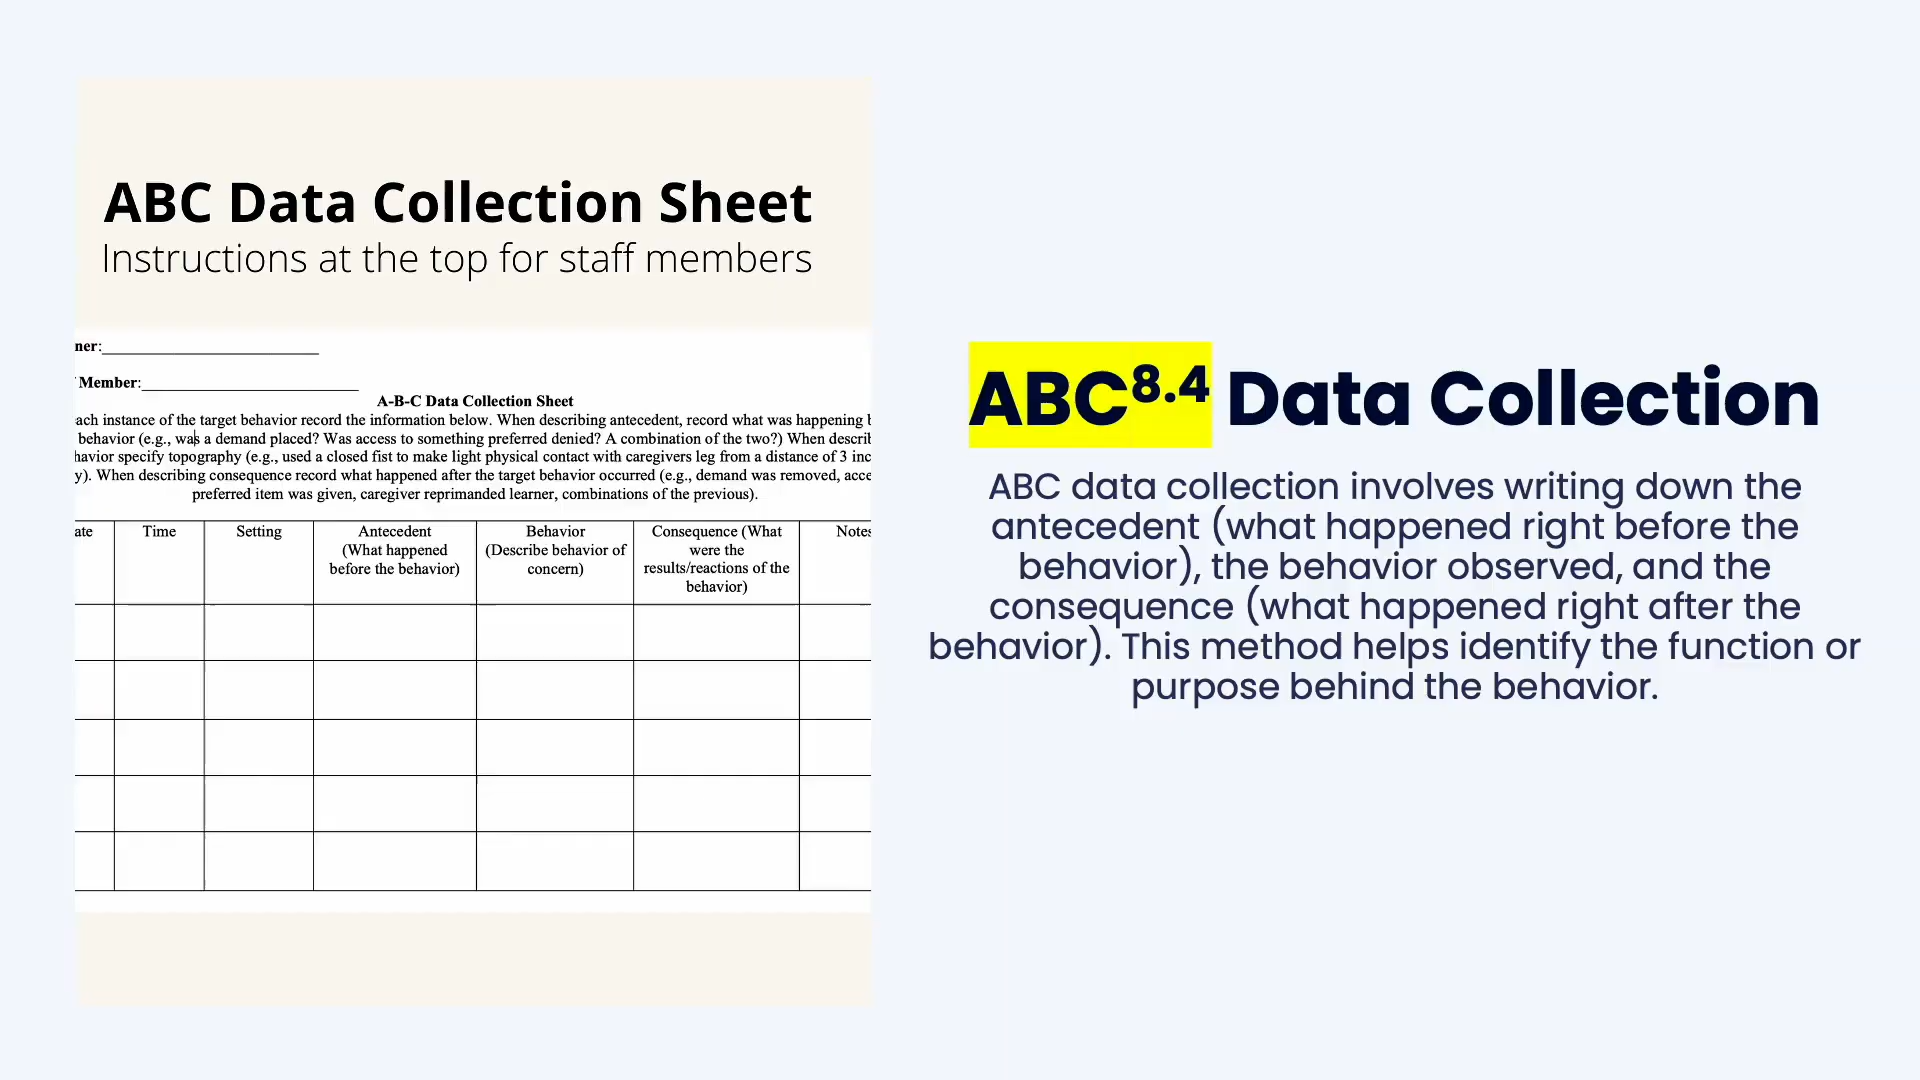 ABC Data Collection Sheet
Instructions at the top for staff members
ner:
Member:
A-B-C Data Collection Sheet
ach instance of the target behavior record the information below. When describing antecedent, record what was happening
behavior (e.g., was a demand placed? Was access to something preferred denied? A combination of the two?) When describ
havior specify topography (e.g., used a closed fist to make light physical contact with caregivers leg from a distance of 3 inc
y). When describing consequence record what happened after the target behavior occurred (e.g., demand was removed, acce
preferred item was given, caregiver reprimanded learner, combinations of the previous).
ate Time Setting Antecedent Behavior Consequence (What Notes
(What happened (Describe behavior of were the
before the behavior) concern) results/reactions of the
behavior)
ABC8.4 Data Collection
ABC data collection involves writing down the
antecedent (what happened right before the
behavior), the behavior observed, and the
consequence (what happened right after the
behavior). This method helps identify the function or
purpose behind the behavior.